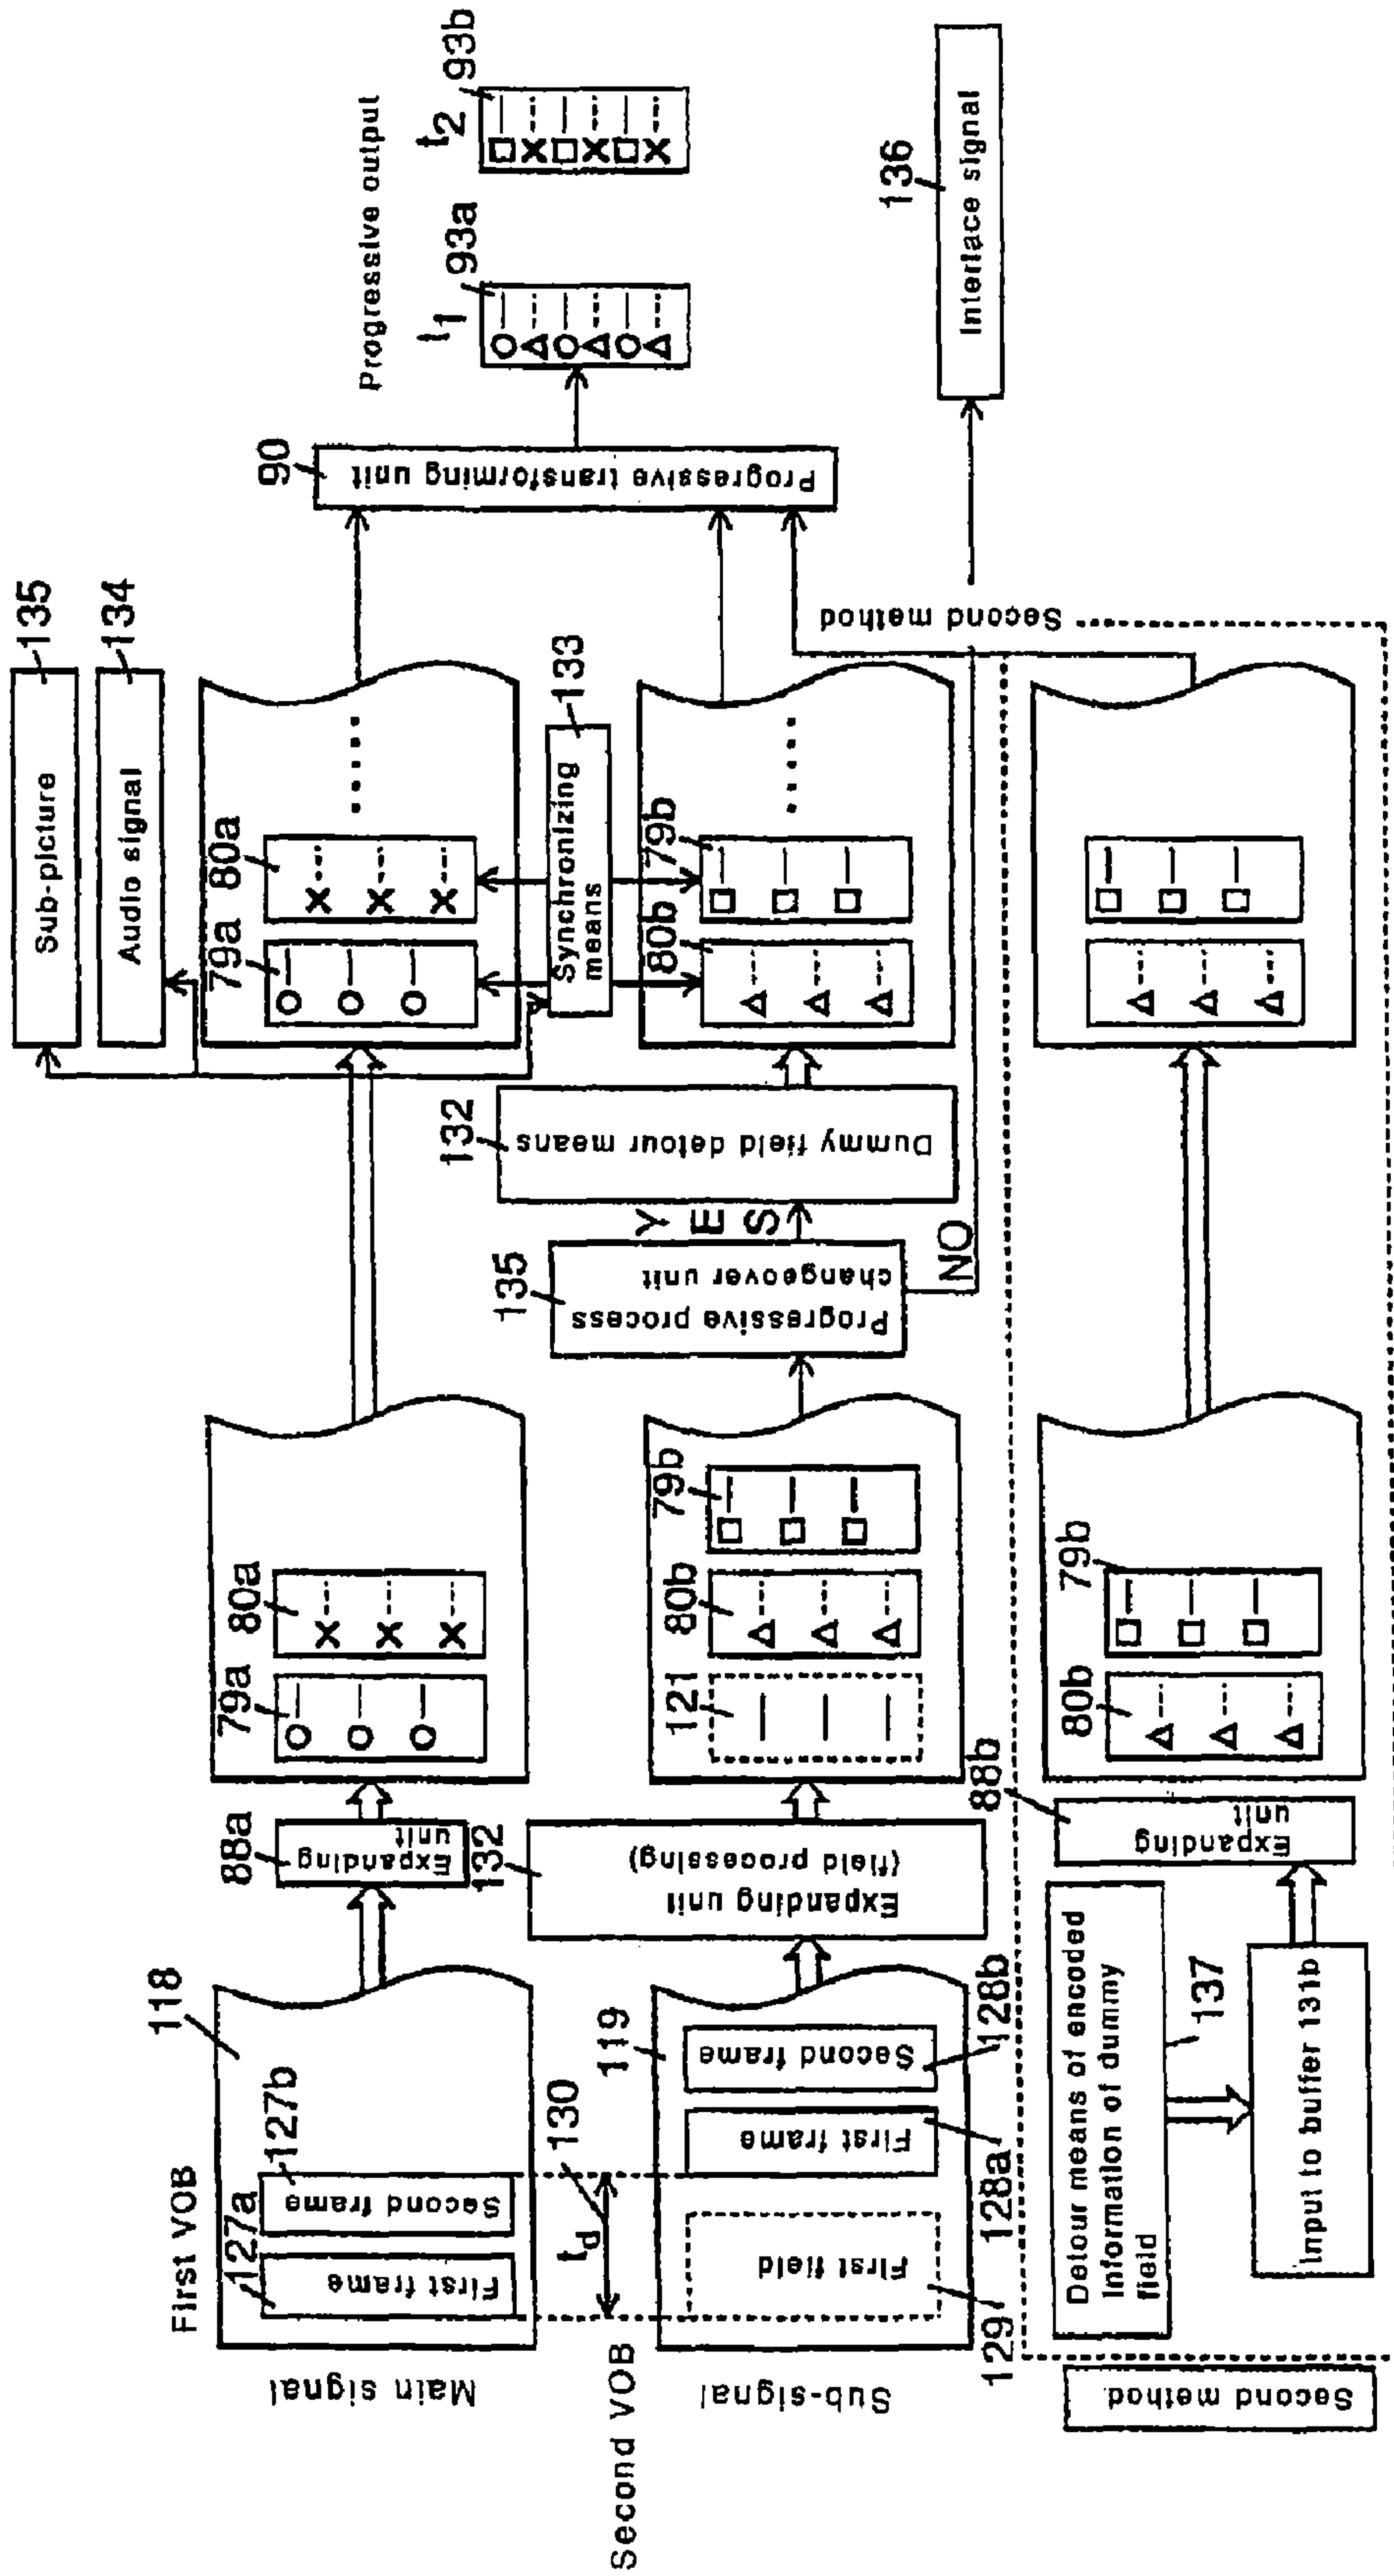 First VOB
Main signal
118
127a
First frame
127b
Second frame
88a
Expanding
unit
79a
80a
79a
80a
.....
135
Sub-picture
134
Audio signal
133
Synchronizing
means
90
Progressive transforming unit
Progressive output
t1
93a
t2
93b
Second VOB
Sub-signal
td
130
119
First field
129
First frame
128a
Second frame
128b
132
Expanding unit
(field processing)
121
80b
79b
135
Progressive process
changeover unit
YES
NO
132
Dummy field detour means
80b
79b
.....
136
Interlace signal
Second method
Second method
Detour means of encoded
Information of dummy
field
137
Input to buffer 131b
88b
Expanding
unit
80b
79b